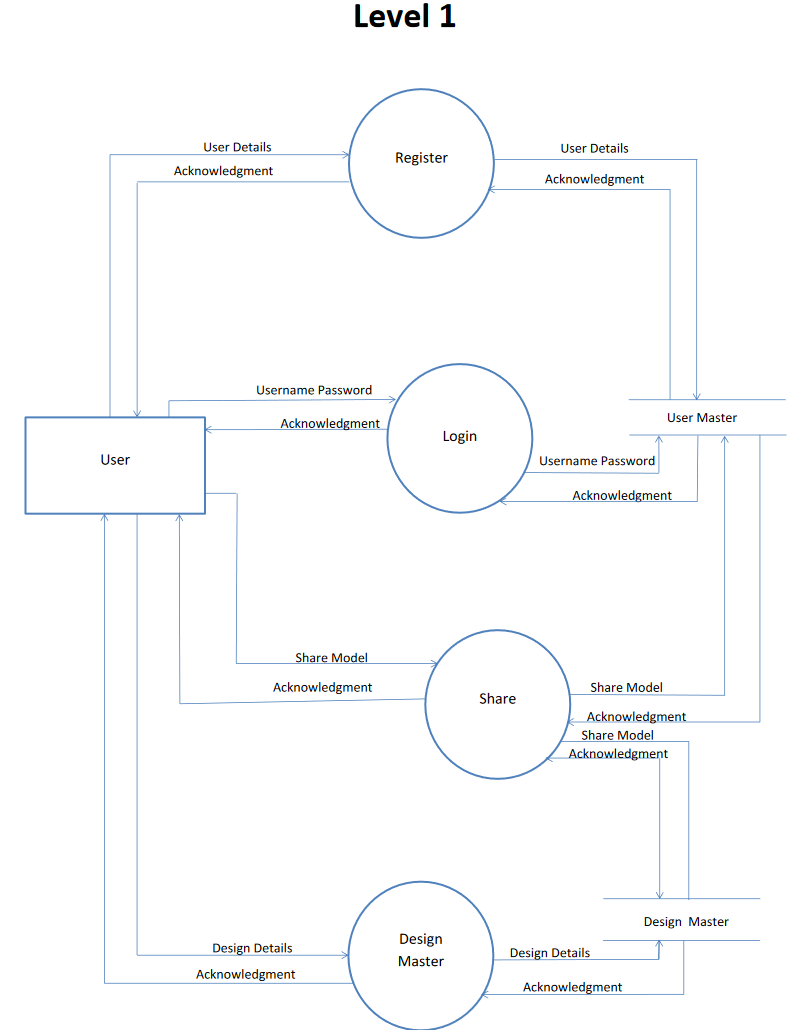 Level 1
User Details
User Details
Register
Acknowledgment
Acknowledgment
Username Password
Acknowledgment
User Master
Login
User
Username Password
Acknowledgment
Share Model
Acknowledgment
Share Model
Share
Acknowledgment
Share Model
Acknowledgment
Design Master
Design
Master
Design Details
Design Details
Acknowledgment
Acknowledgment